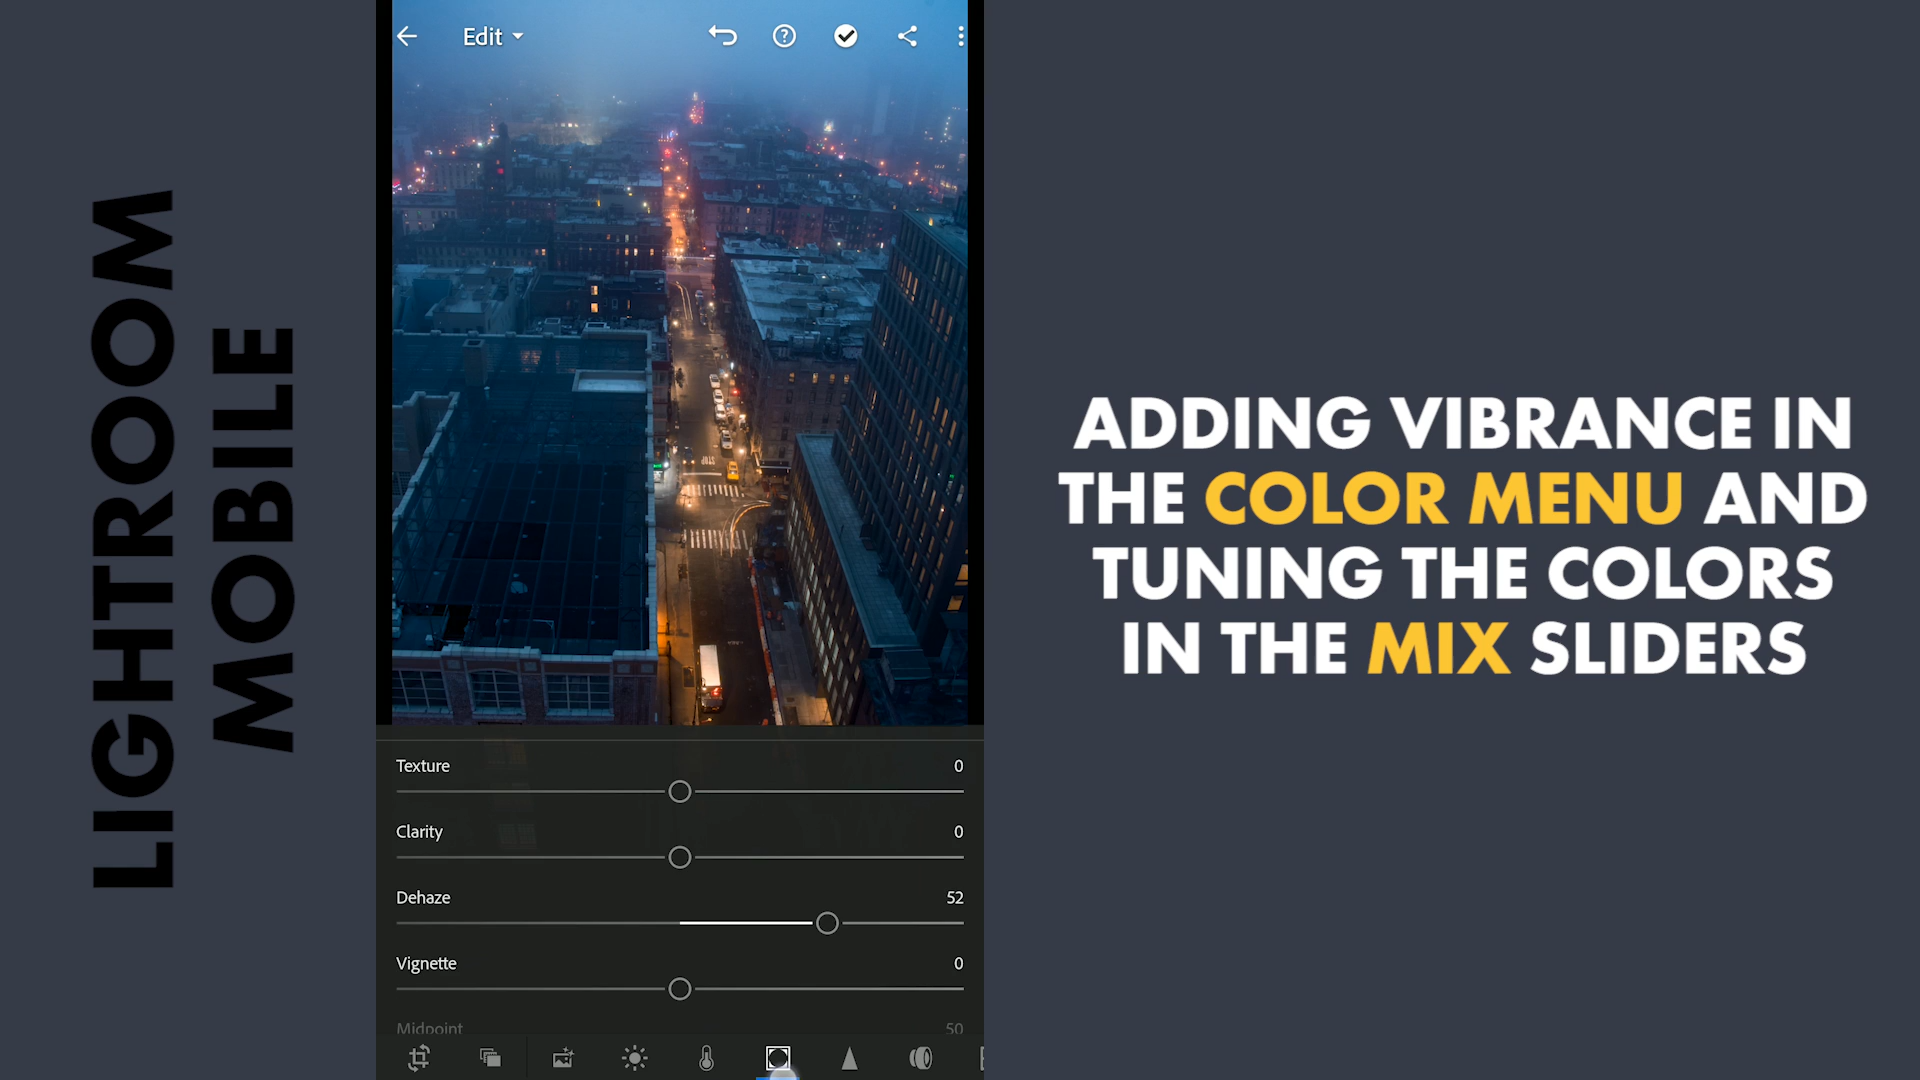 LIGHTROOM
MOBILE
Edit
Texture 0
Clarity 0
Dehaze 52
Vignette 0
Midpoint 50
ADDING VIBRANCE IN
THE COLOR MENU AND
TUNING THE COLORS
IN THE MIX SLIDERS